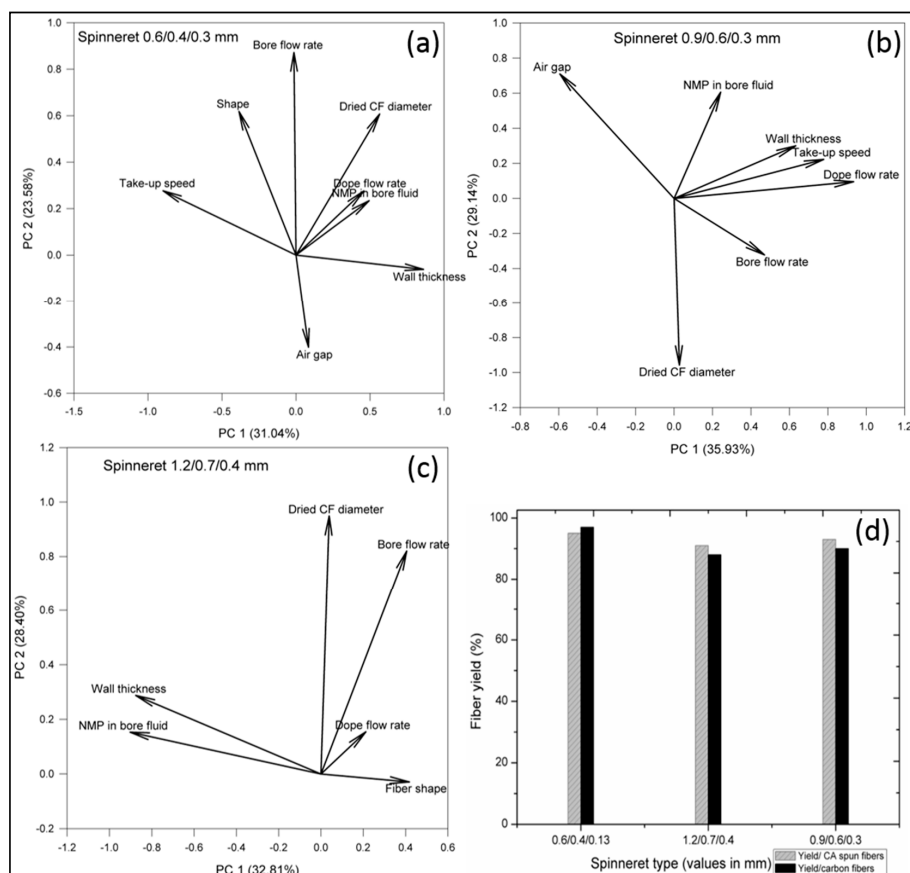 Spinneret 0.6/0.4/0.3 mm
(a)
1.0
0.8
0.6
0.4
0.2
0.0
-0.2
-0.4
-0.6
PC 2 (23.58%)
Bore flow rate
Shape
Dried CF diameter
Take-up speed
Dope flow rate
NMP in bore fluid
Wall thickness
Air gap
-1.5
-1.0
-0.5
0.0
0.5
1.0
PC 1 (31.04%)
Spinneret 0.9/0.6/0.3 mm
(b)
1.0
0.8
0.6
0.4
0.2
0.0
-0.2
-0.4
-0.6
-0.8
-1.0
-1.2
PC 2 (29.14%)
Air gap
NMP in bore fluid
Wall thickness
Take-up speed
Dope flow rate
Bore flow rate
Dried CF diameter
-0.8
-0.6
-0.4
-0.2
0.0
0.2
0.4
0.6
0.8
1.0
1.2
PC 1 (35.93%)
Spinneret 1.2/0.7/0.4 mm
(c)
1.2
1.0
0.8
0.6
0.4
0.2
0.0
-0.2
PC 2 (28.40%)
Dried CF diameter
Bore flow rate
Wall thickness
NMP in bore fluid
Dope flow rate
Fiber shape
-1.2
-1.0
-0.8
-0.6
-0.4
-0.2
0.0
0.2
0.4
0.6
PC 1 (32.81%)
(d)
100
80
60
40
20
0
Fiber yield (%)
0.6/0.4/0.13
1.2/0.7/0.4
0.9/0.6/0.3
Spinneret type (values in mm)
Yield/ CA spun fibers
Yield/carbon fibers